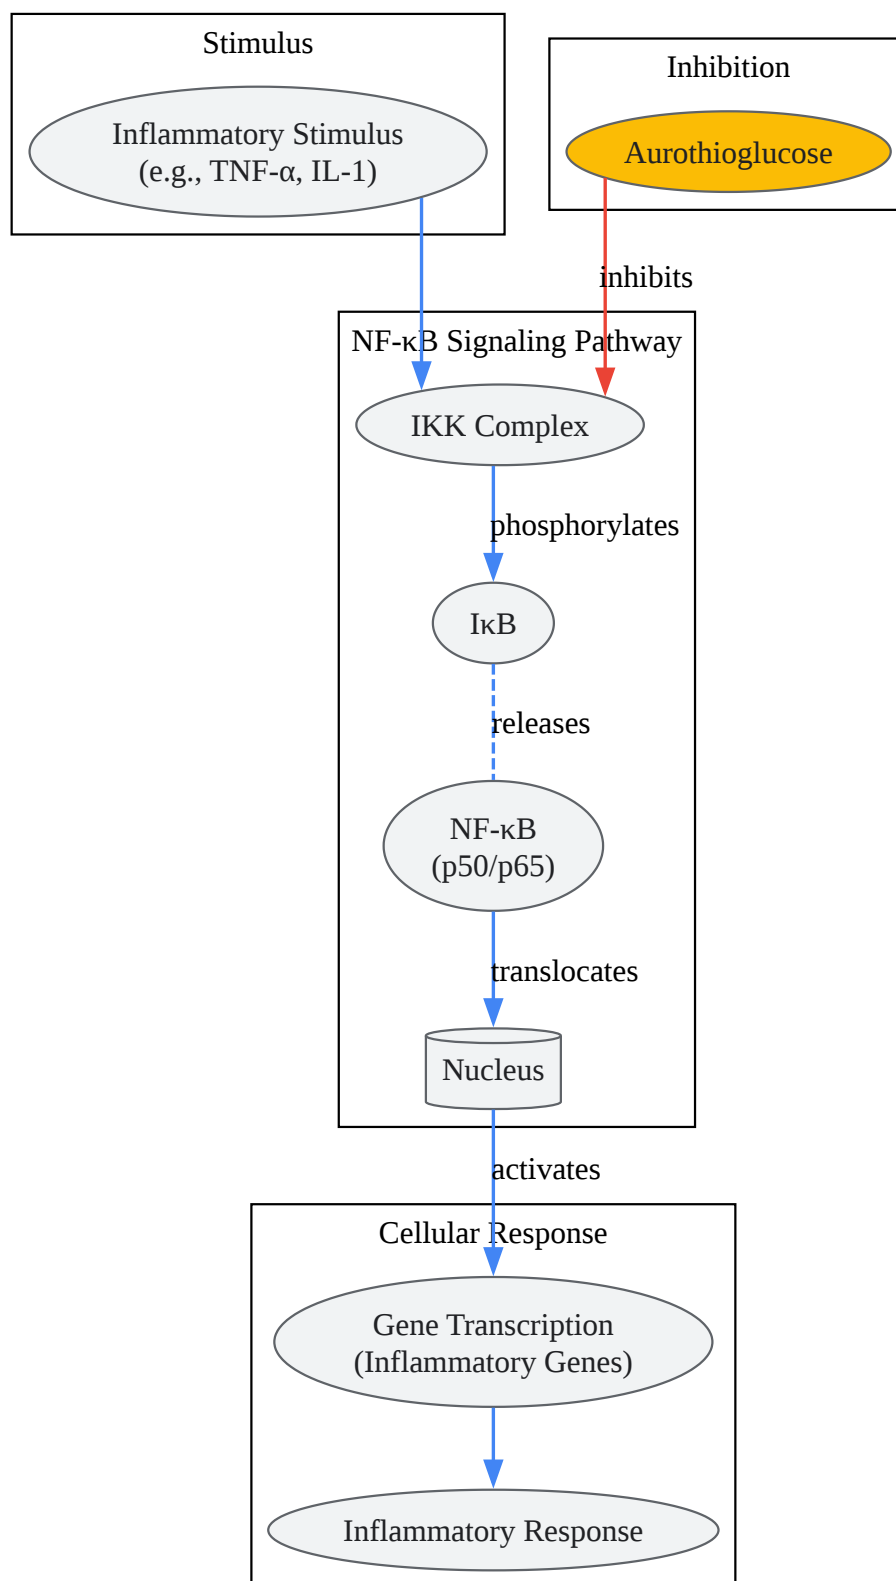 Stimulus
Inflammatory Stimulus
(e.g., TNF-α, IL-1)
Inhibition
Aurothioglucose
inhibits
NF-κB Signaling Pathway
IKK Complex
phosphorylates
IκB
releases
NF-κB
(p50/p65)
translocates
Nucleus
activates
Cellular Response
Gene Transcription
(Inflammatory Genes)
Inflammatory Response